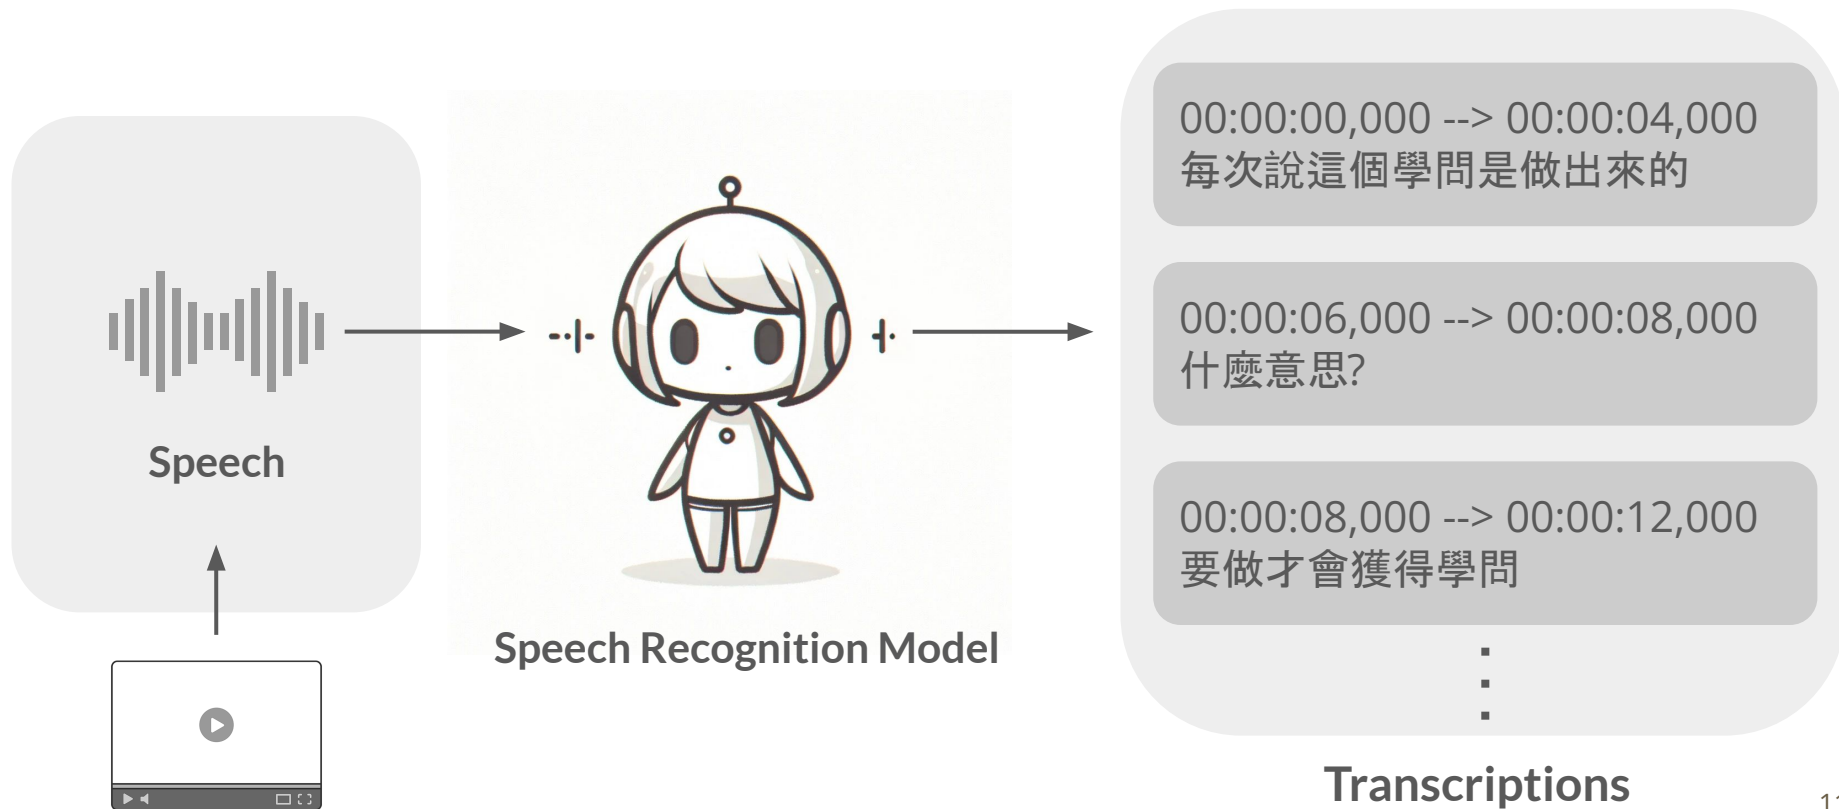 Speech
Speech Recognition Model
00:00:00,000 --> 00:00:04,000
每次說這個學問是做出來的
00:00:06,000 --> 00:00:08,000
什麼意思?
00:00:08,000 --> 00:00:12,000
要做才會獲得學問
Transcriptions